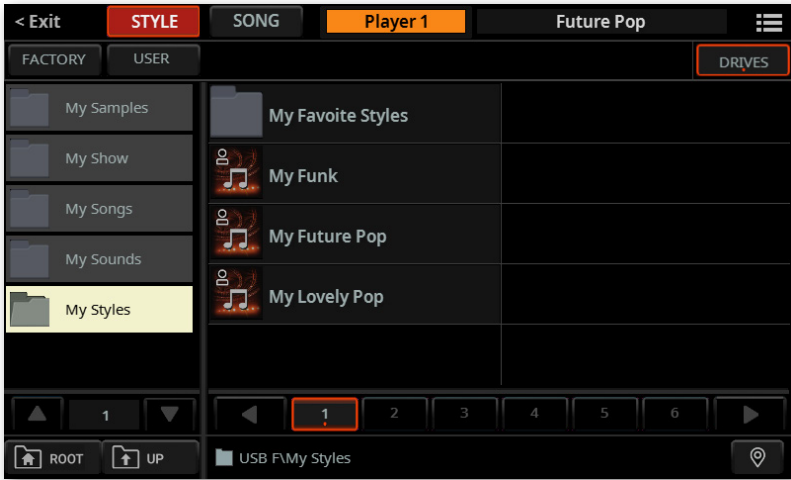 < Exit STYLE SONG Player 1 Future Pop
FACTORY USER DRIVES
My Samples
My Show
My Songs
My Sounds
My Styles
My Favoite Styles
My Funk
My Future Pop
My Lovely Pop
1 1 2 3 4 5 6
ROOT UP USB F\My Styles